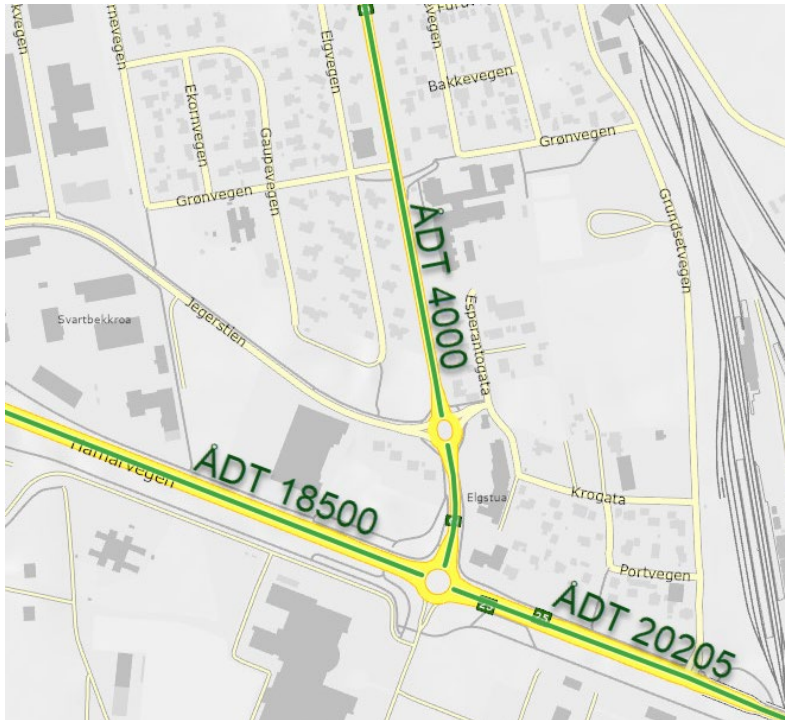 Elgvegen
Bakkevegen
Ekornvegen
Gaupevegen
Grønvegen
Grønvegen
Grundsetvegen
ÅDT 4000
Esperantogata
Jegerstien
Svartbekkroa
Hamarvegen
ÅDT 18500
Elgstua
Krogata
Portvegen
25
ÅDT 20205